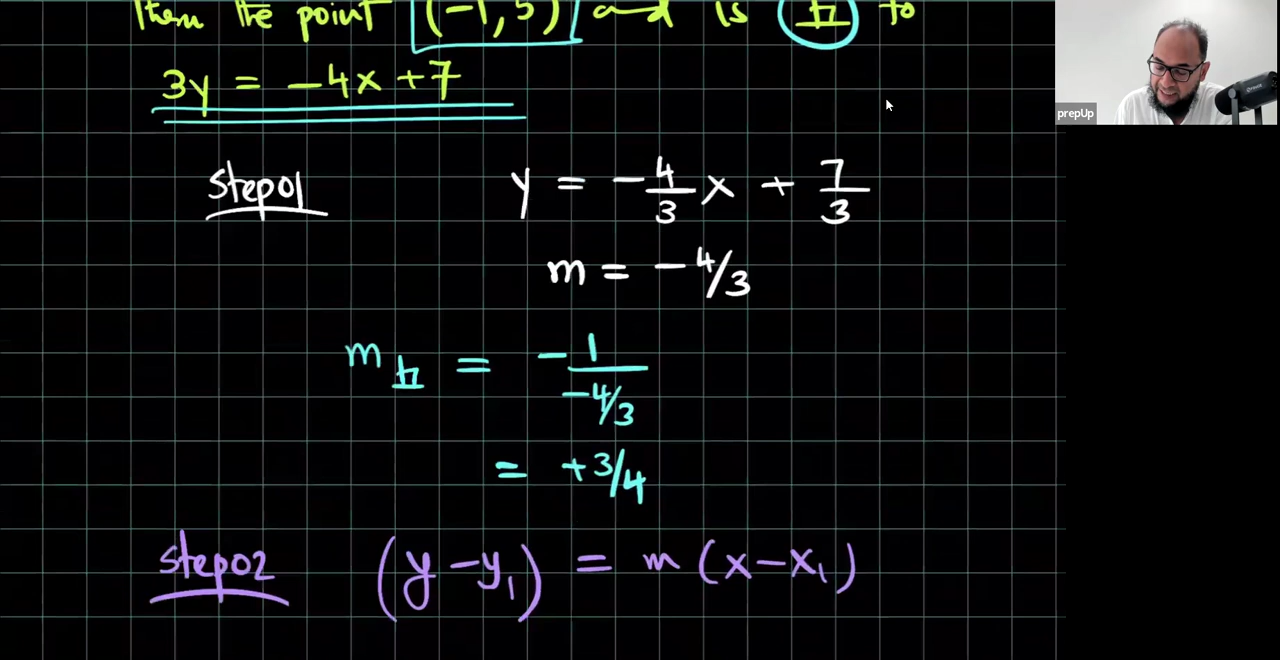 them the point (-1, 5) and is ⊥ to
3y = -4x + 7
prepUp
Step01
y = -4/3 x + 7/3
m = -4/3
m⊥ = -1/(-4/3)
= +3/4
Step02
(y - y₁) = m (x - x₁)